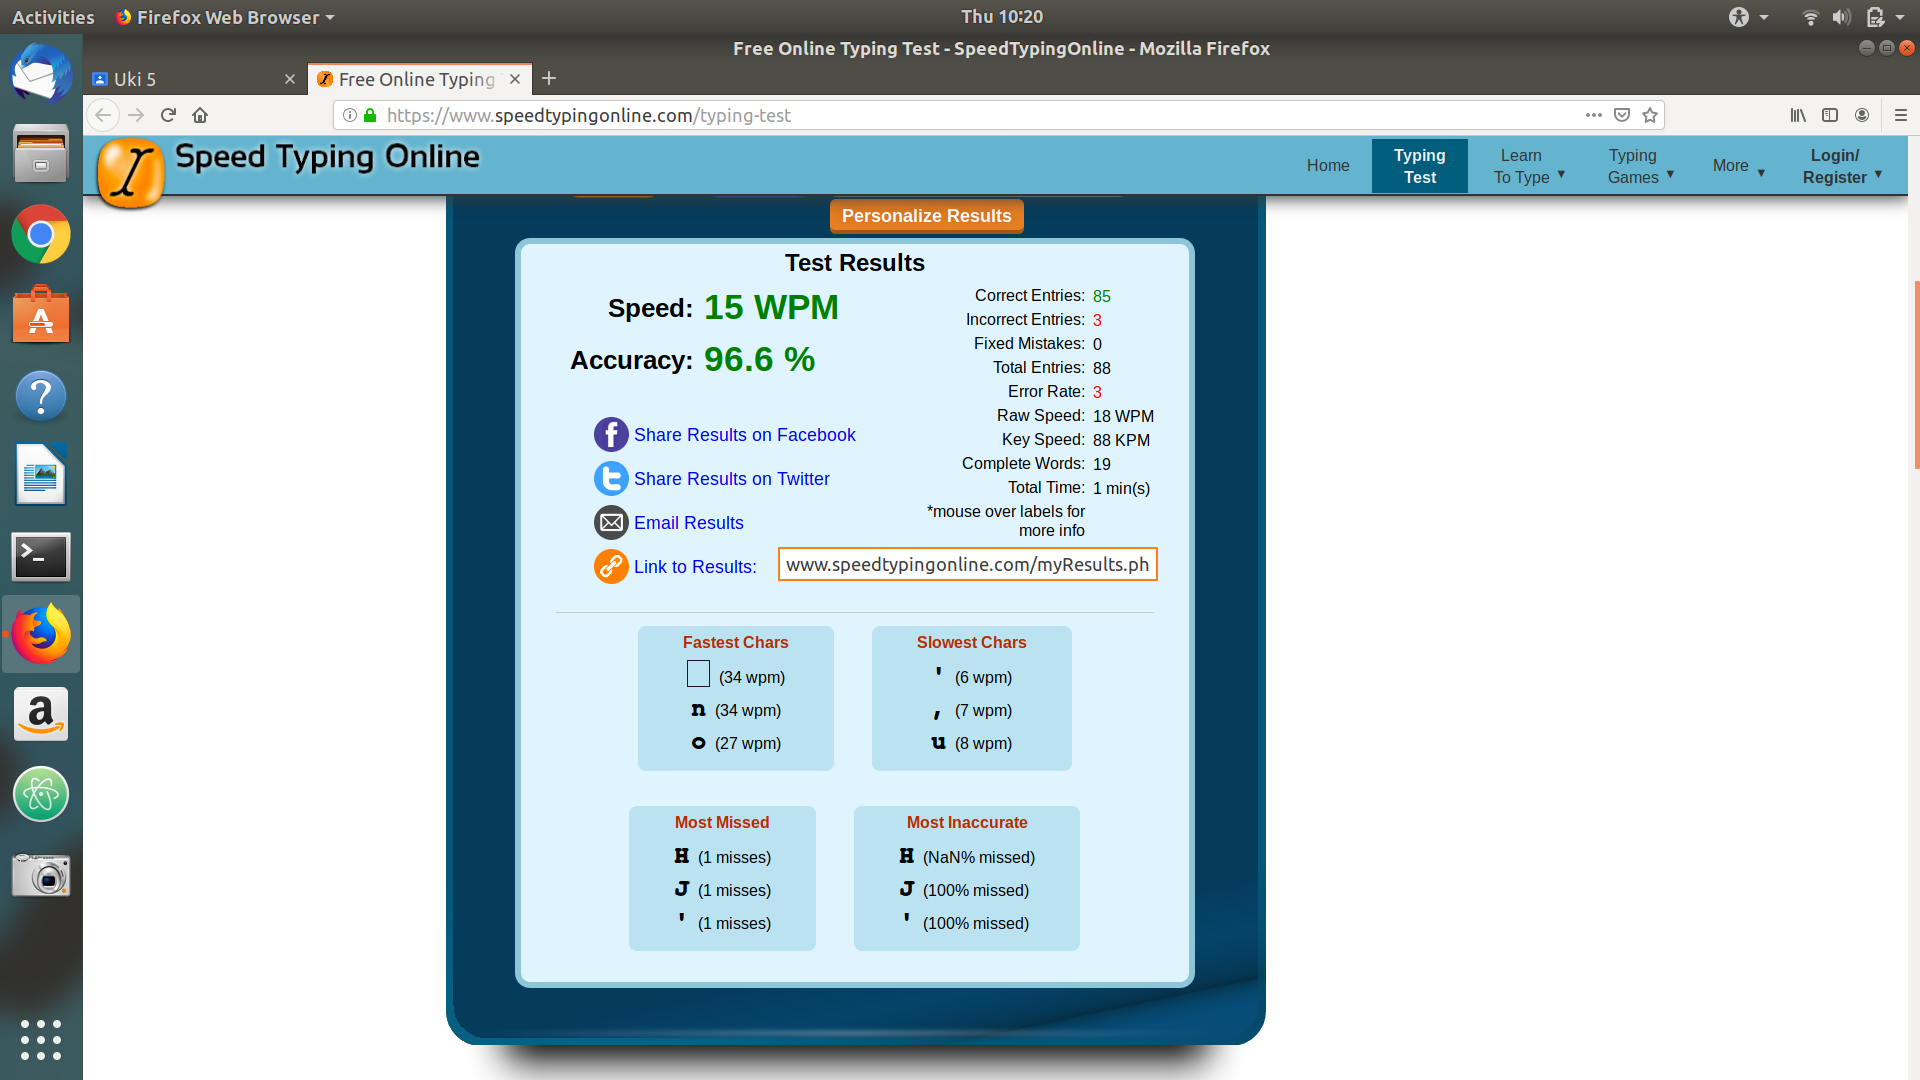 Activities
Firefox Web Browser
Thu 10:20
Free Online Typing Test - SpeedTypingOnline - Mozilla Firefox
Uki 5
Free Online Typing
https://www.speedtypingonline.com/typing-test
Speed Typing Online
Home
Typing Test
Learn To Type
Typing Games
More
Login/ Register
Personalize Results
Test Results
Speed: 15 WPM
Accuracy: 96.6 %
Correct Entries: 85
Incorrect Entries: 3
Fixed Mistakes: 0
Total Entries: 88
Error Rate: 3
Raw Speed: 18 WPM
Key Speed: 88 KPM
Complete Words: 19
Total Time: 1 min(s)
*mouse over labels for
more info
Share Results on Facebook
Share Results on Twitter
Email Results
Link to Results: www.speedtypingonline.com/myResults.ph
Fastest Chars
(34 wpm)
n (34 wpm)
o (27 wpm)
Slowest Chars
' (6 wpm)
, (7 wpm)
u (8 wpm)
Most Missed
H (1 misses)
J (1 misses)
' (1 misses)
Most Inaccurate
H (NaN% missed)
J (100% missed)
' (100% missed)